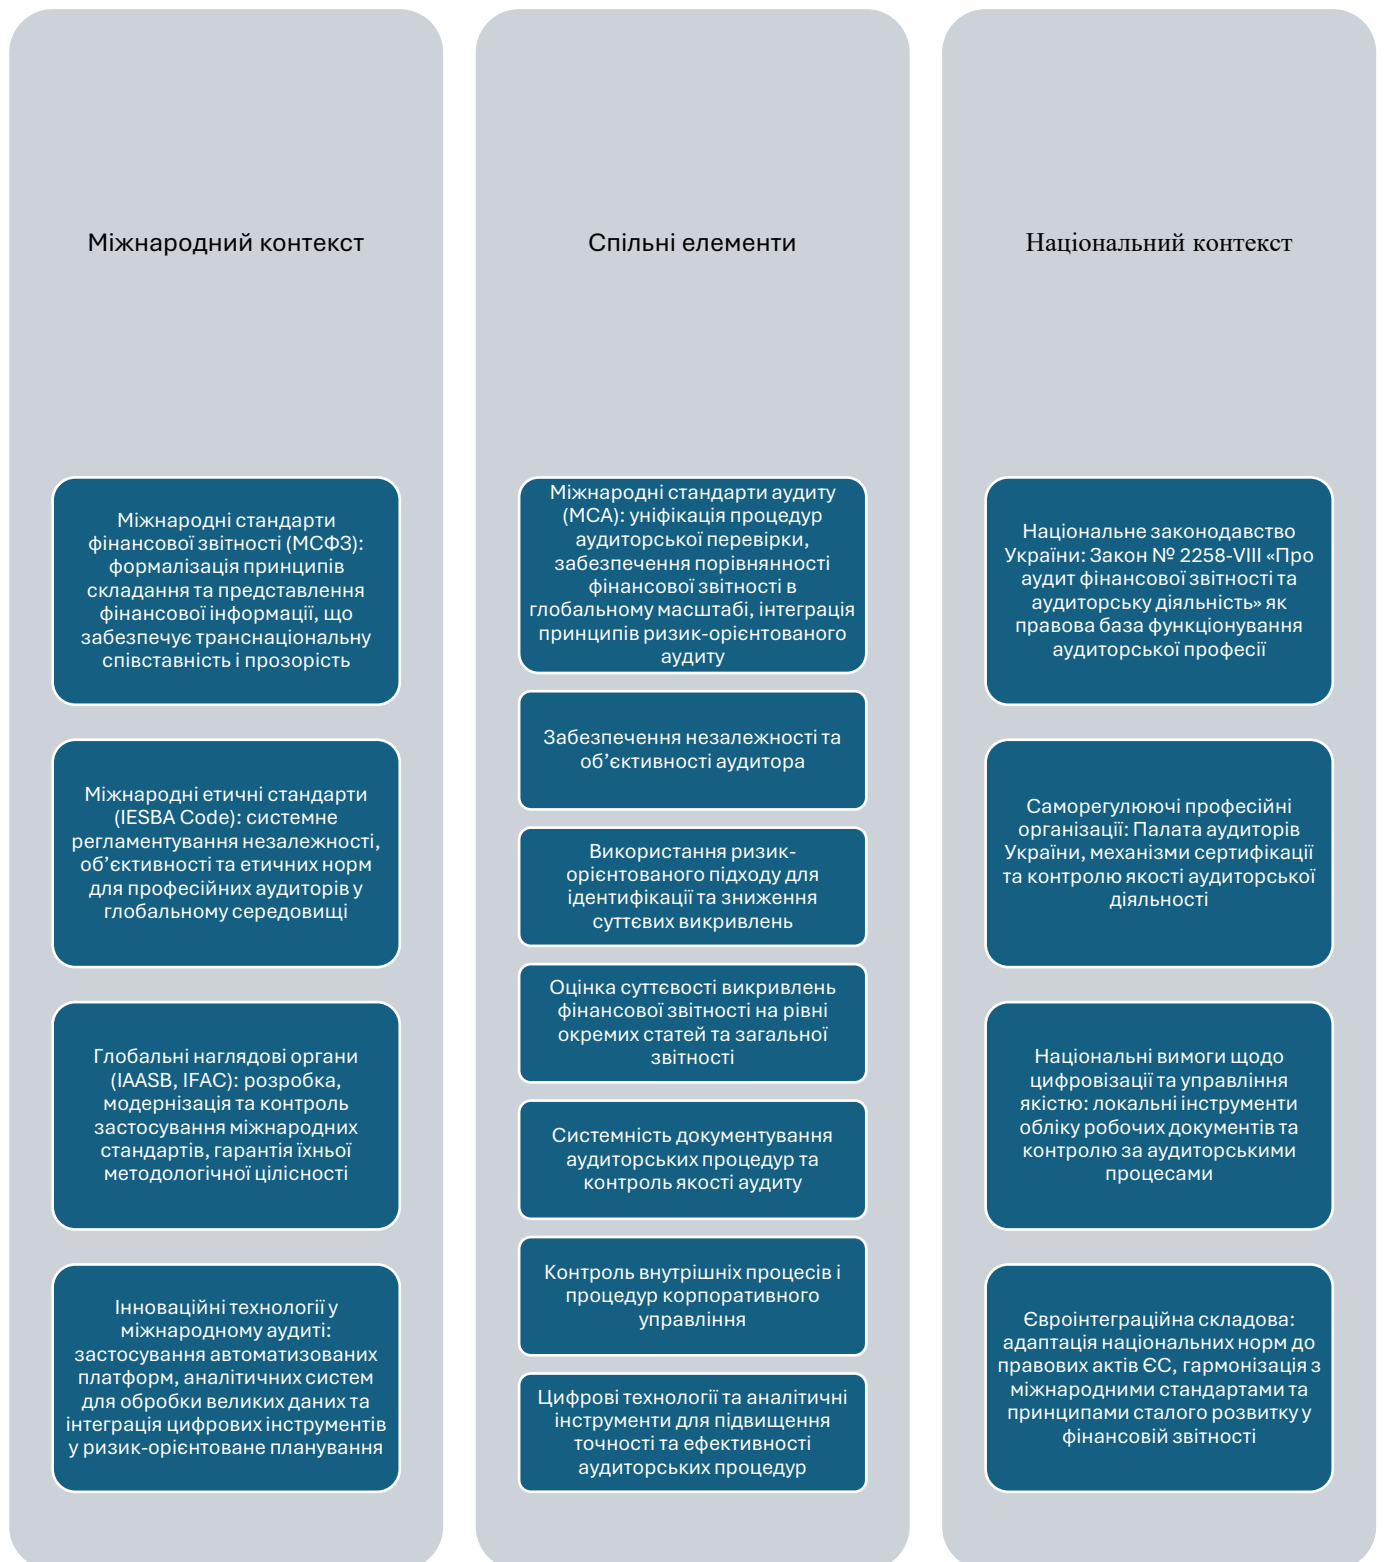 Міжнародний контекст
Міжнародні стандарти
фінансової звітності (МСФЗ):
формалізація принципів
складання та представлення
фінансової інформації, що
забезпечує транснаціональну
співставність і прозорість
Міжнародні етичні стандарти
(IESBA Code): системне
регламентування незалежності,
об’єктивності та етичних норм
для професійних аудиторів у
глобальному середовищі
Глобальні наглядові органи
(IAASB, IFAC): розробка,
модернізація та контроль
застосування міжнародних
стандартів, гарантія їхньої
методологічної цілісності
Інноваційні технології у
міжнародному аудиті:
застосування автоматизованих
платформ, аналітичних систем
для обробки великих даних та
інтеграція цифрових інструментів
у ризик-орієнтоване планування
Спільні елементи
Міжнародні стандарти аудиту
(МСА): уніфікація процедур
аудиторської перевірки,
забезпечення порівнянності
фінансової звітності в
глобальному масштабі, інтеграція
принципів ризик-орієнтованого
аудиту
Забезпечення незалежності та
об’єктивності аудитора
Використання ризик-
орієнтованого підходу для
ідентифікації та зниження
суттєвих викривлень
Оцінка суттєвості викривлень
фінансової звітності на рівні
окремих статей та загальної
звітності
Системність документування
аудиторських процедур та
контроль якості аудиту
Контроль внутрішніх процесів і
процедур корпоративного
управління
Цифрові технології та аналітичні
інструменти для підвищення
точності та ефективності
аудиторських процедур
Національний контекст
Національне законодавство
України: Закон № 2258-VIII «Про
аудит фінансової звітності та
аудиторську діяльність» як
правова база функціонування
аудиторської професії
Саморегулюючі професійні
організації: Палата аудиторів
України, механізми сертифікації
та контролю якості аудиторської
діяльності
Національні вимоги щодо
цифровізації та управління
якістю: локальні інструменти
обліку робочих документів та
контролю за аудиторськими
процесами
Євроінтеграційна складова:
адаптація національних норм до
правових актів ЄС, гармонізація з
міжнародними стандартами та
принципами сталого розвитку у
фінансовій звітності